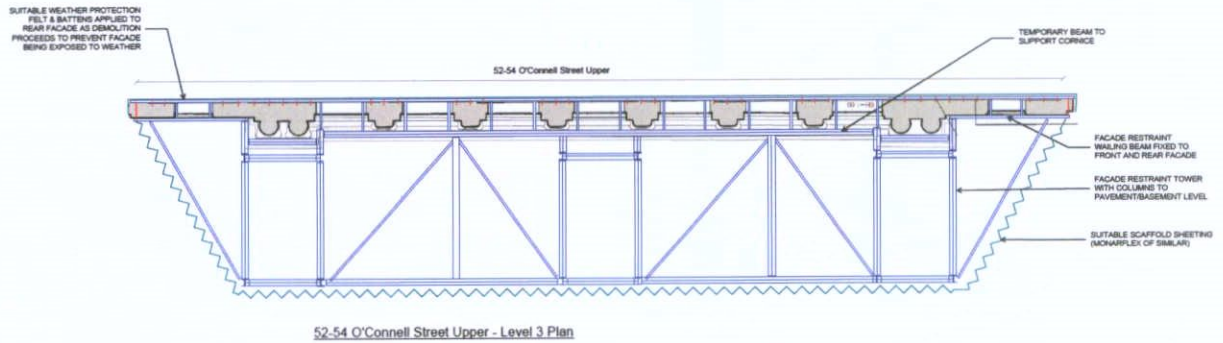 SUITABLE WEATHER PROTECTION
FELT & BATTENS APPLIED TO
REAR FACADE AS DEMOLITION
PROCEEDS TO PREVENT FACADE
BEING EXPOSED TO WEATHER
52-54 O'Connell Street Upper
TEMPORARY BEAM TO
SUPPORT CORNICE
FACADE RESTRAINT
WAILING BEAM FIXED TO
FRONT AND REAR FACADE
FACADE RESTRAINT TOWER
WITH COLUMNS TO
PAVEMENT/BASEMENT LEVEL
SUITABLE SCAFFOLD SHEETING
(MONARFLEX OF SIMILAR)
52-54 O'Connell Street Upper - Level 3 Plan